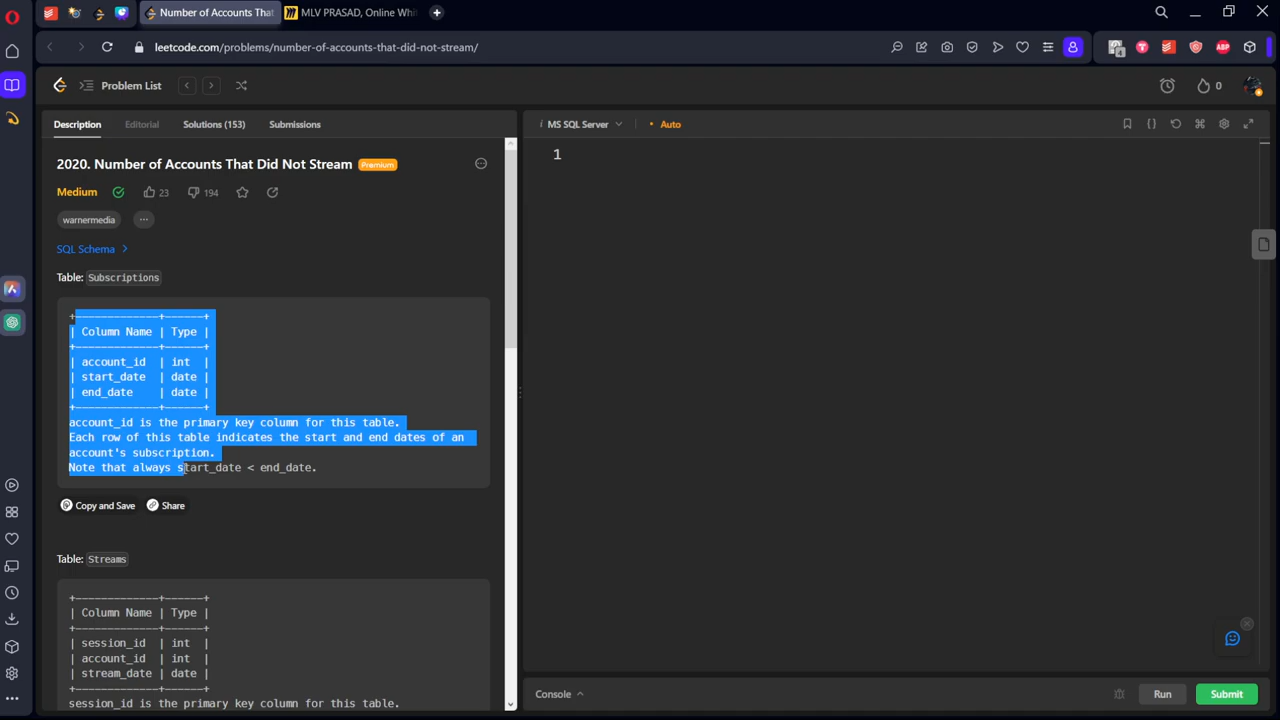 Number of Accounts That
MLV PRASAD, Online Whi
leetcode.com/problems/number-of-accounts-that-did-not-stream/
4
ABP
Problem List
0
Description
Editorial
Solutions (153)
Submissions
MS SQL Server
Auto
1
2020. Number of Accounts That Did Not Stream
Premium
Medium
23
194
warnermedia
SQL Schema
Table: Subscriptions
+--------------+------+
| Column Name | Type |
+--------------+------+
| account_id | int |
| start_date | date |
| end_date | date |
+--------------+------+
account_id is the primary key column for this table.
Each row of this table indicates the start and end dates of an
account's subscription.
Note that always start_date < end_date.
Copy and Save
Share
Table: Streams
+--------------+------+
| Column Name | Type |
+--------------+------+
| session_id | int |
| account_id | int |
| stream_date | date |
+--------------+------+
session_id is the primary key column for this table.
Console
Run
Submit